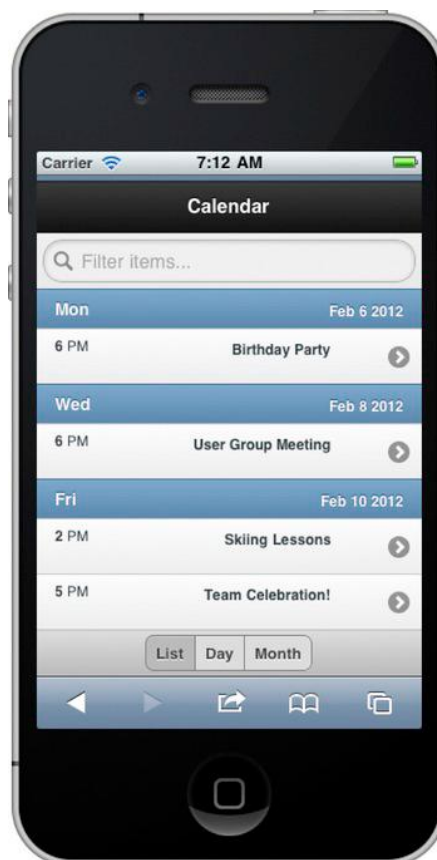 Carrier 7:12 AM
Calendar
Filter items...
Mon Feb 6 2012
6 PM Birthday Party
Wed Feb 8 2012
6 PM User Group Meeting
Fri Feb 10 2012
2 PM Skiing Lessons
5 PM Team Celebration!
List Day Month